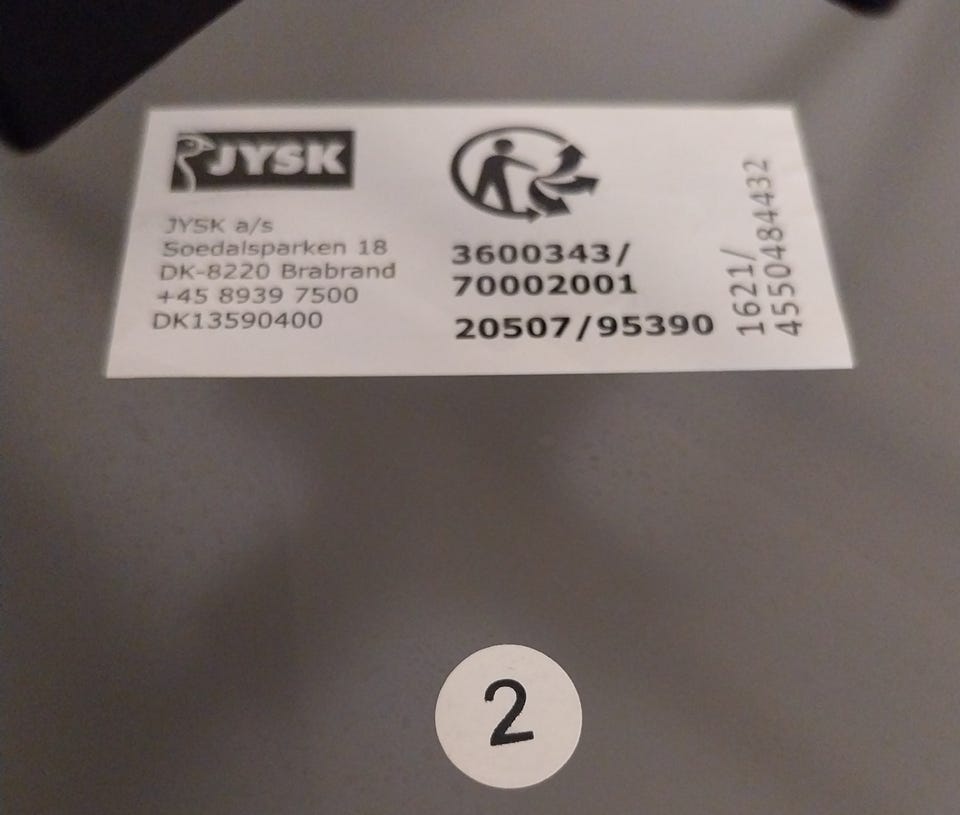 JYSK
JYSK a/s
Soedalsparken 18
DK-8220 Brabrand
+45 8939 7500
DK13590400
3600343/
70002001
20507/95390
1621/
4550484432
2